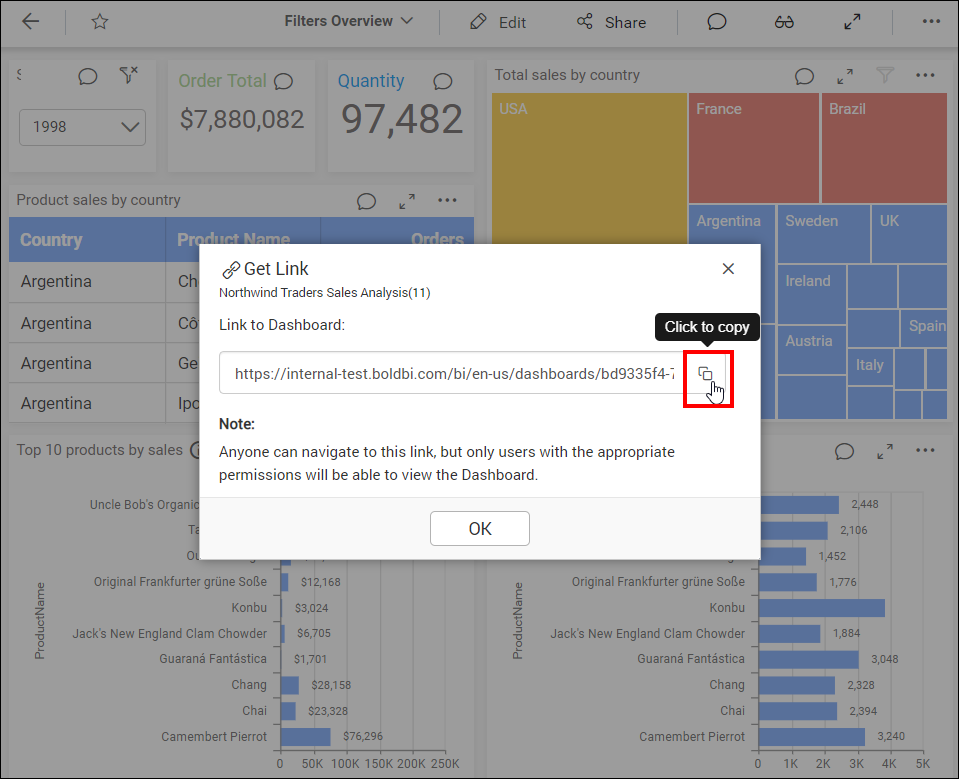 Filters Overview
Edit
Share
Order Total
$7,880,082
1998
Quantity
97,482
Total sales by country
USA
France
Brazil
Argentina
Sweden
UK
Ireland
Spain
Austria
Italy
Product sales by country
Country
Product Name
Orders
Argentina
Ch
Argentina
Cô
Argentina
Ge
Argentina
Ipo
Get Link
Northwind Traders Sales Analysis(11)
Link to Dashboard:
Click to copy
https://internal-test.boldbi.com/bi/en-us/dashboards/bd9335f4-7
Note:
Anyone can navigate to this link, but only users with the appropriate
permissions will be able to view the Dashboard.
OK
Top 10 products by sales
ProductName
Uncle Bob's Organic
Ta
Ou
Original Frankfurter grüne Soße
$12,168
Konbu
$3,024
Jack's New England Clam Chowder
$6,705
Guaraná Fantástica
$1,701
Chang
$28,158
Chai
$23,328
Camembert Pierrot
$76,296
0 50K 100K 150K 200K 250K
ProductName
2,448
2,106
1,452
Original Frankfurter grüne Soße
1,776
Konbu
Jack's New England Clam Chowder
1,884
Guaraná Fantástica
3,048
Chang
2,328
Chai
2,394
Camembert Pierrot
3,240
0 1K 2K 3K 4K 5K